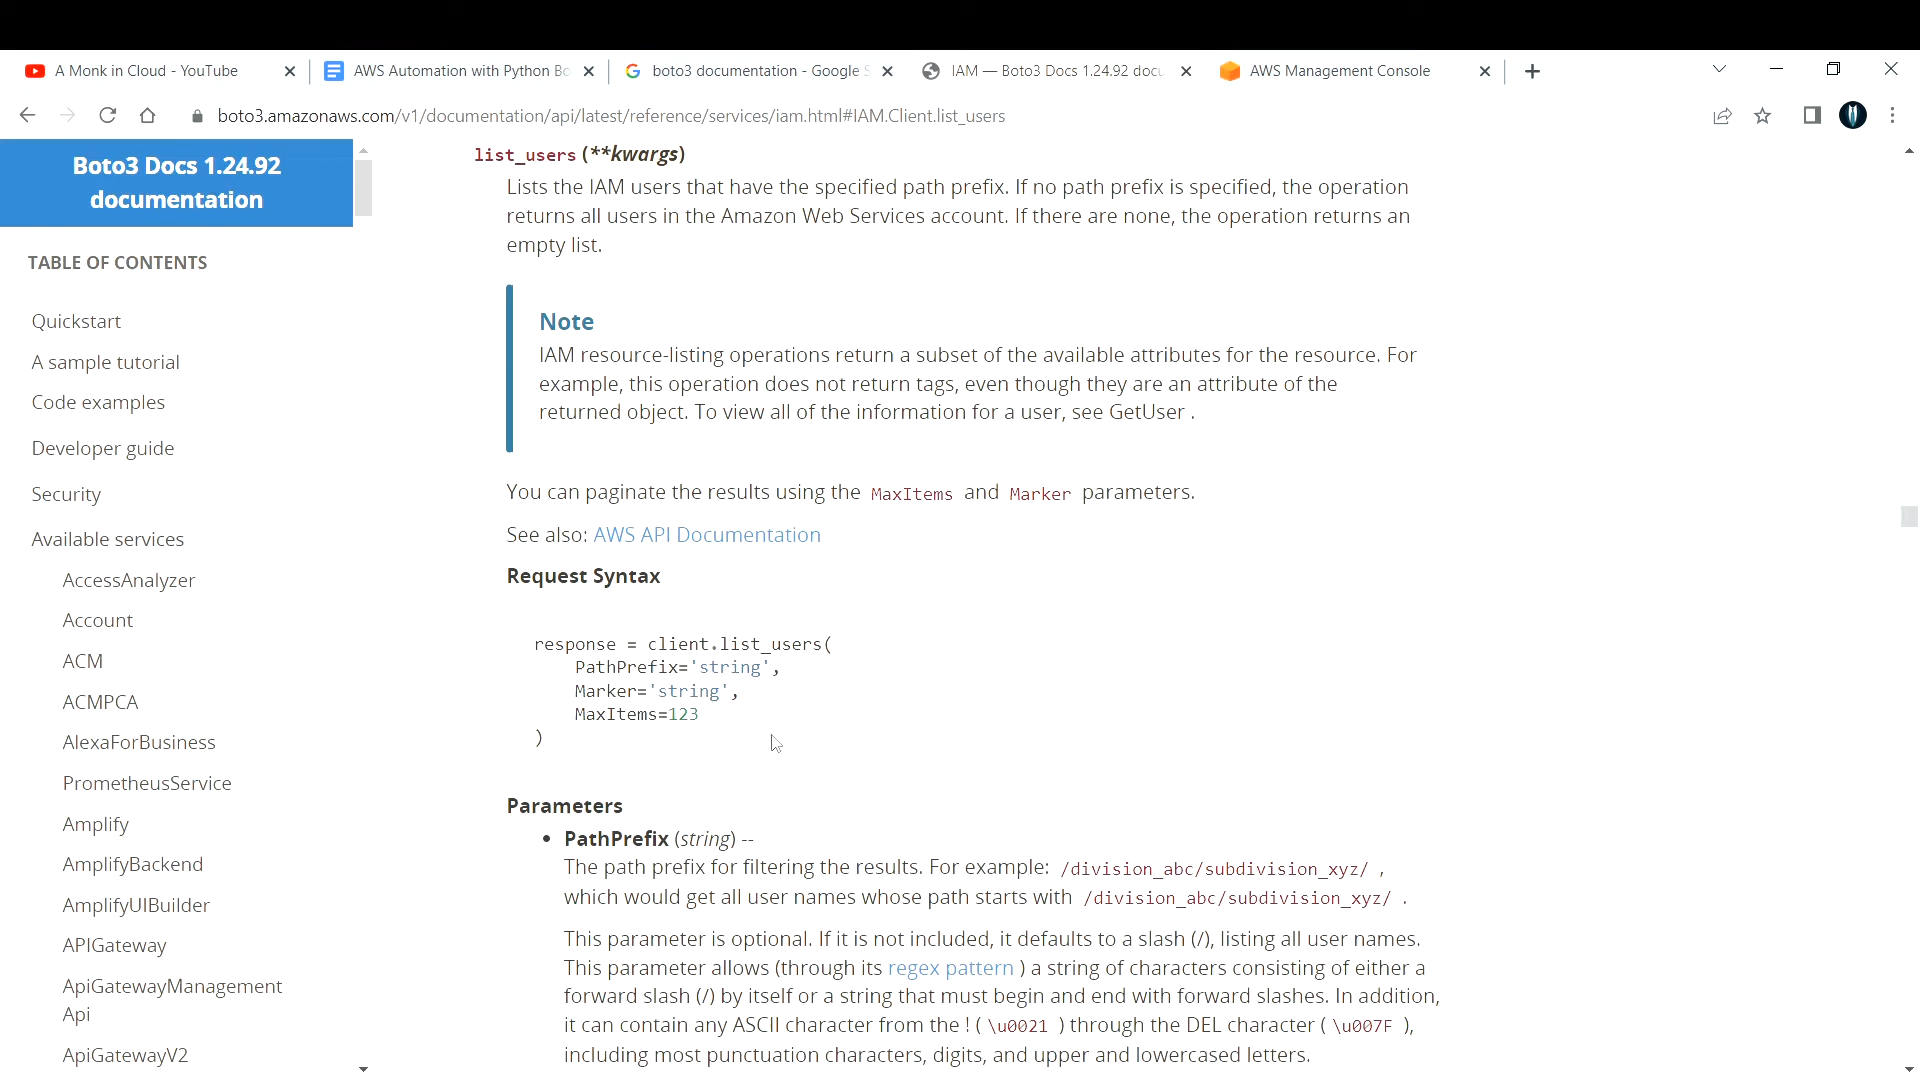 A Monk in Cloud - YouTube
AWS Automation with Python Bo
boto3 documentation - Google S
IAM — Boto3 Docs 1.24.92 docu
AWS Management Console
boto3.amazonaws.com/v1/documentation/api/latest/reference/services/iam.html#IAM.Client.list_users
Boto3 Docs 1.24.92
documentation
TABLE OF CONTENTS
Quickstart
A sample tutorial
Code examples
Developer guide
Security
Available services
AccessAnalyzer
Account
ACM
ACMPCA
AlexaForBusiness
PrometheusService
Amplify
AmplifyBackend
AmplifyUIBuilder
APIGateway
ApiGatewayManagement
Api
ApiGatewayV2
list_users(**kwargs)
Lists the IAM users that have the specified path prefix. If no path prefix is specified, the operation
returns all users in the Amazon Web Services account. If there are none, the operation returns an
empty list.
Note
IAM resource-listing operations return a subset of the available attributes for the resource. For
example, this operation does not return tags, even though they are an attribute of the
returned object. To view all of the information for a user, see GetUser .
You can paginate the results using the MaxItems and Marker parameters.
See also: AWS API Documentation
Request Syntax
response = client.list_users(
PathPrefix='string',
Marker='string',
MaxItems=123
)
Parameters
• PathPrefix (string) --
The path prefix for filtering the results. For example: /division_abc/subdivision_xyz/ ,
which would get all user names whose path starts with /division_abc/subdivision_xyz/ .
This parameter is optional. If it is not included, it defaults to a slash (/), listing all user names.
This parameter allows (through its regex pattern ) a string of characters consisting of either a
forward slash (/) by itself or a string that must begin and end with forward slashes. In addition,
it can contain any ASCII character from the ! ( \u0021 ) through the DEL character ( \u007F ),
including most punctuation characters, digits, and upper and lowercased letters.